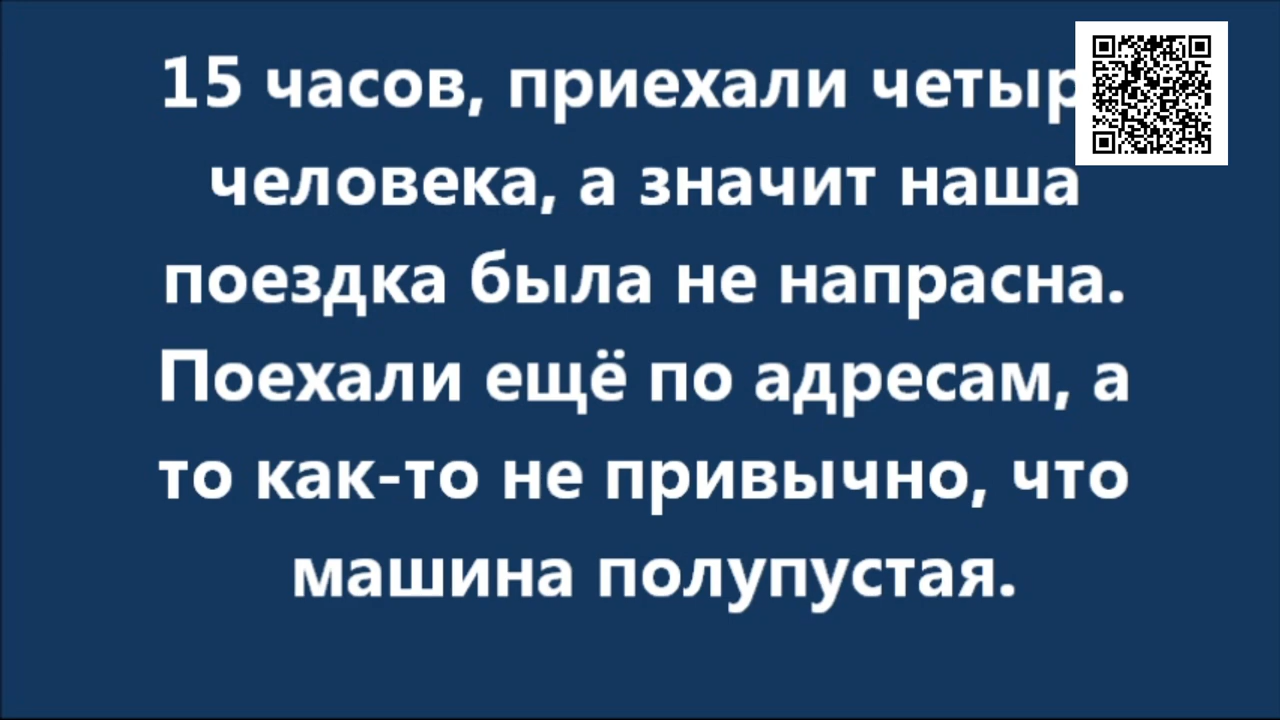 15 часов, приехали
человека, а значит наша
поездка была не напрасна.
Поехали ещё по адресам, а
то как-то не привычно, что
машина полупустая.